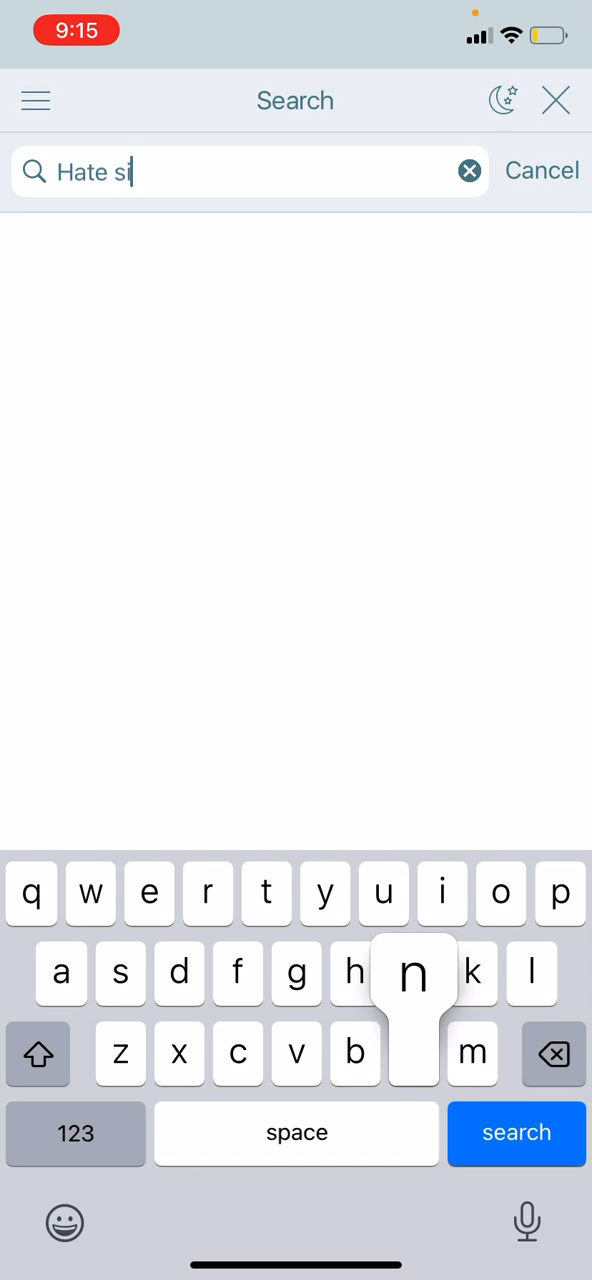 9:15
Search
Hate si
Cancel
q w e r t y u i o p
a s d f g h n k l
z x c v b m
123 space search